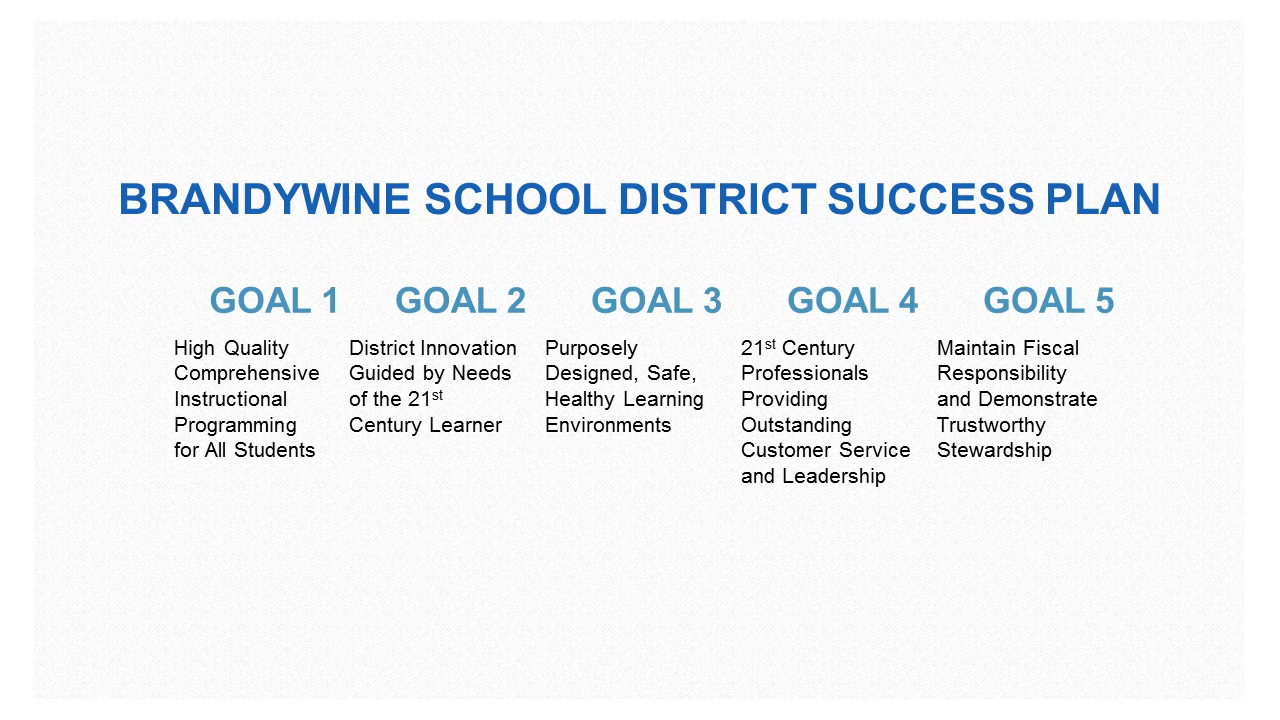 BRANDYWINE SCHOOL DISTRICT SUCCESS PLAN
GOAL 1
High Quality
Comprehensive
Instructional
Programming
for All Students
GOAL 2
District Innovation
Guided by Needs
of the 21st
Century Learner
GOAL 3
Purposely
Designed, Safe,
Healthy Learning
Environments
GOAL 4
21st Century
Professionals
Providing
Outstanding
Customer Service
and Leadership
GOAL 5
Maintain Fiscal
Responsibility
and Demonstrate
Trustworthy
Stewardship